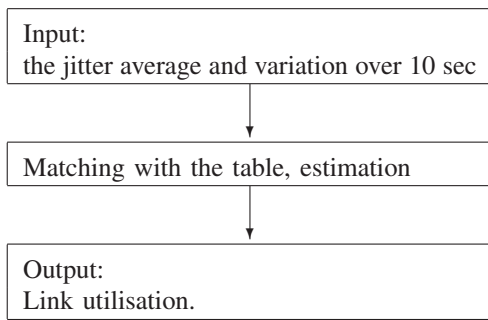 Input:
the jitter average and variation over 10 sec
Matching with the table, estimation
Output:
Link utilisation.